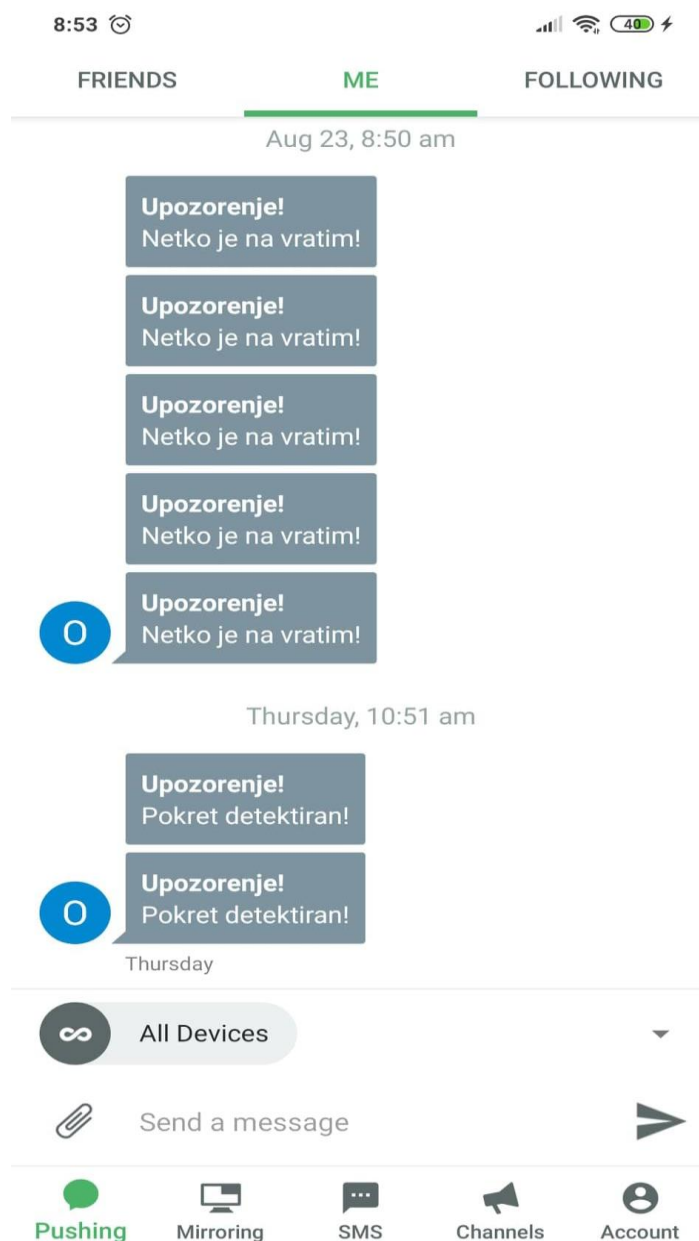 8:53
40
FRIENDS ME FOLLOWING
Aug 23, 8:50 am
Upozorenje!
Netko je na vratim!
Upozorenje!
Netko je na vratim!
Upozorenje!
Netko je na vratim!
Upozorenje!
Netko je na vratim!
Upozorenje!
O Netko je na vratim!
Thursday, 10:51 am
Upozorenje!
Pokret detektiran!
Upozorenje!
O Pokret detektiran!
Thursday
All Devices
Send a message
Pushing Mirroring SMS Channels Account